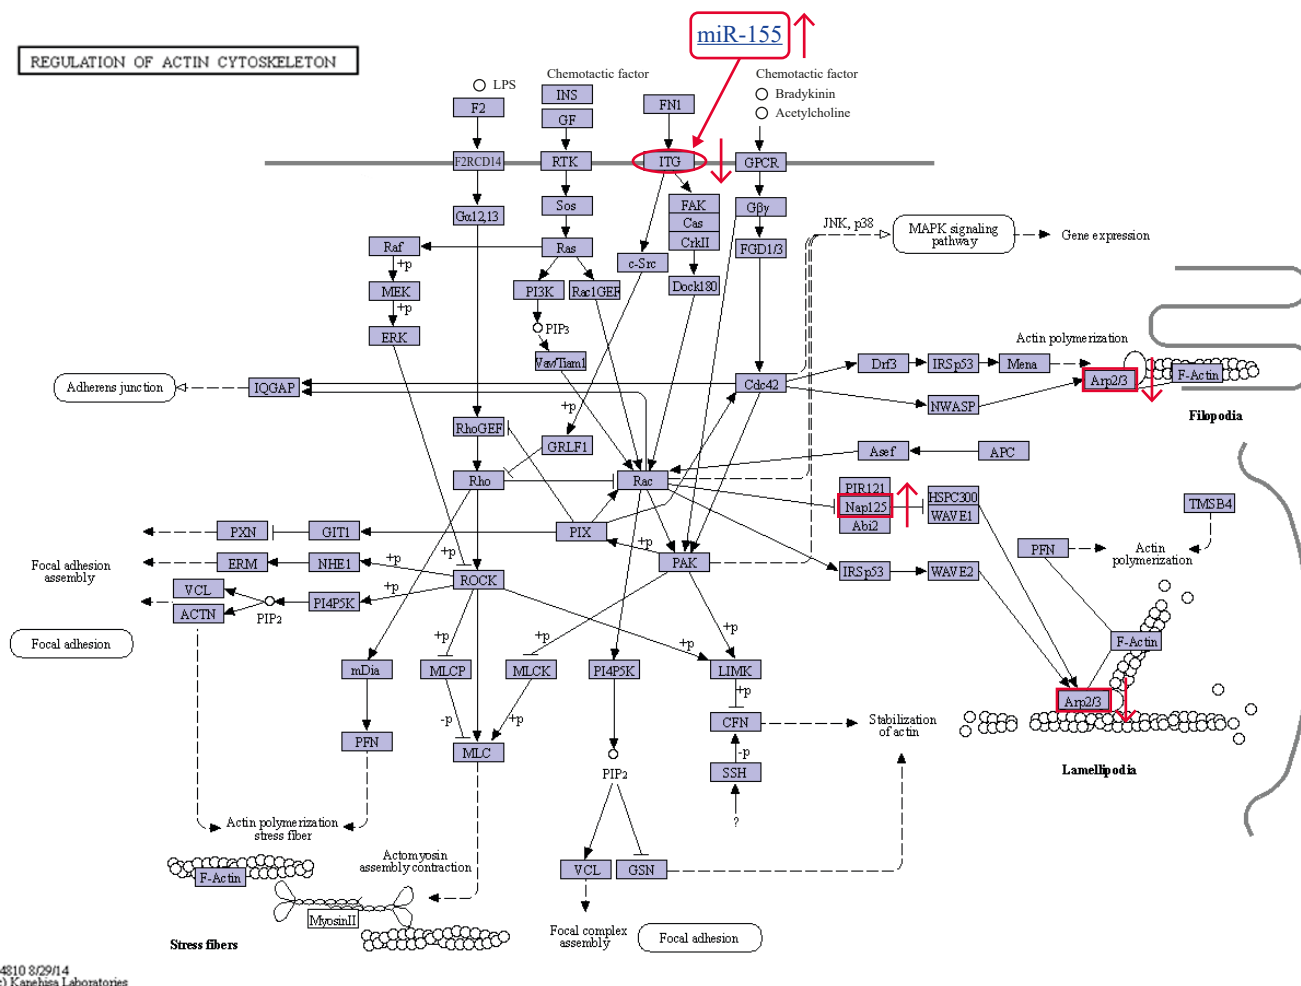 miR-155
REGULATION OF ACTIN CYTOSKELETON
Chemotactic factor
Chemotactic factor
LPS
INS
FN1
Bradykinin
F2
GF
Acetylcholine
F2RCD14
RTK
ITG
GPCR
Gα12,13
Sos
FAK
Cas
CrkII
Gβγ
JNK, p38
MAPK signaling
pathway
Gene expression
Raf
Ras
FGD1/3
+p
c-Src
MEK
PI3K
Rac1GEF
Dock180
+p
ERK
PIP3
Vav/Tiam1
Actin polymerization
Drf3
IRSp53
Mena
Arp2/3
F-Actin
Adherens junction
IQGAP
Cdc42
NWASP
Filopodia
+p
RhoGEF
GRLF1
Asef
APC
Rho
Rac
PIR121
Nap125
Abi2
HSPC300
WAVE1
TMSB4
PXN
GIT1
PIX
+p
PFN
Actin
polymerization
Focal adhesion
assembly
ERM
NHE1
+p
+p
ROCK
PAK
IRSp53
WAVE2
VCL
ACTN
PIP2
PI4P5K
+p
Focal adhesion
+p
+p
+p
F-Actin
mDia
MLCP
MLCK
PI4P5K
LIMK
+p
Arp2/3
-p
+p
CFN
Stabilization
of actin
PFN
MLC
-p
PIP2
SSH
Lamellipodia
?
Actin polymerization
stress fiber
Actomyosin
assembly contraction
F-Actin
VCL
GSN
MyosinII
Stress fibers
Focal complex
assembly
Focal adhesion
4810 8/29/14
c) Kanehisa Laboratories